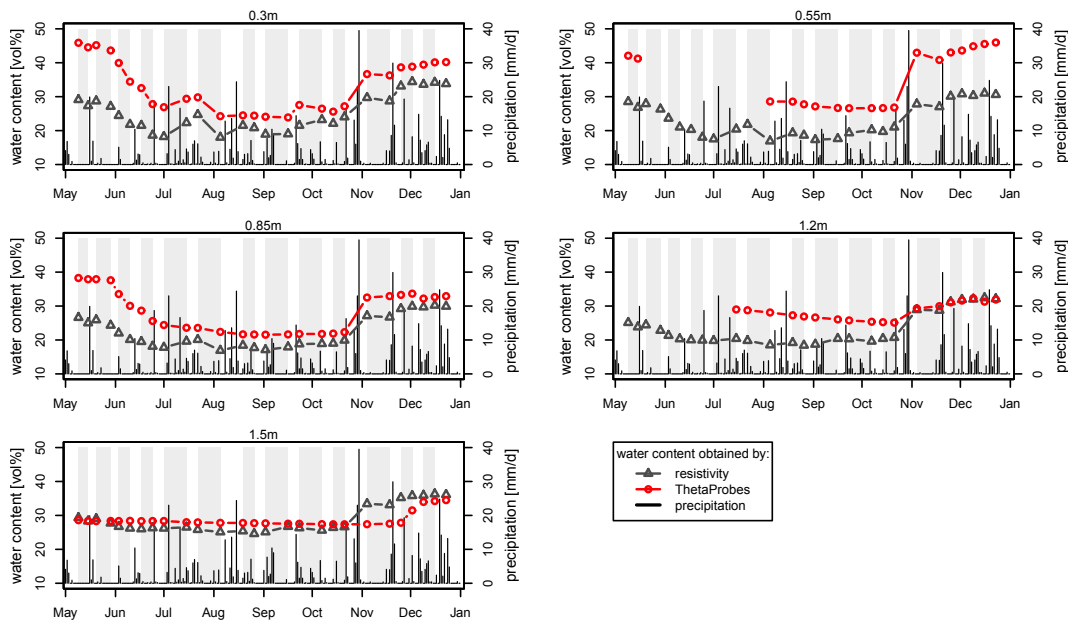 0.3m
water content [vol%]
50
40
30
20
10
40
30
20
10
0
precipitation [mm/d]
May Jun Jul Aug Sep Oct Nov Dec Jan
0.55m
water content [vol%]
50
40
30
20
10
40
30
20
10
0
precipitation [mm/d]
May Jun Jul Aug Sep Oct Nov Dec Jan
0.85m
water content [vol%]
50
40
30
20
10
40
30
20
10
0
precipitation [mm/d]
May Jun Jul Aug Sep Oct Nov Dec Jan
1.2m
water content [vol%]
50
40
30
20
10
40
30
20
10
0
precipitation [mm/d]
May Jun Jul Aug Sep Oct Nov Dec Jan
1.5m
water content [vol%]
50
40
30
20
10
40
30
20
10
0
precipitation [mm/d]
May Jun Jul Aug Sep Oct Nov Dec Jan
water content obtained by:
resistivity
ThetaProbes
precipitation